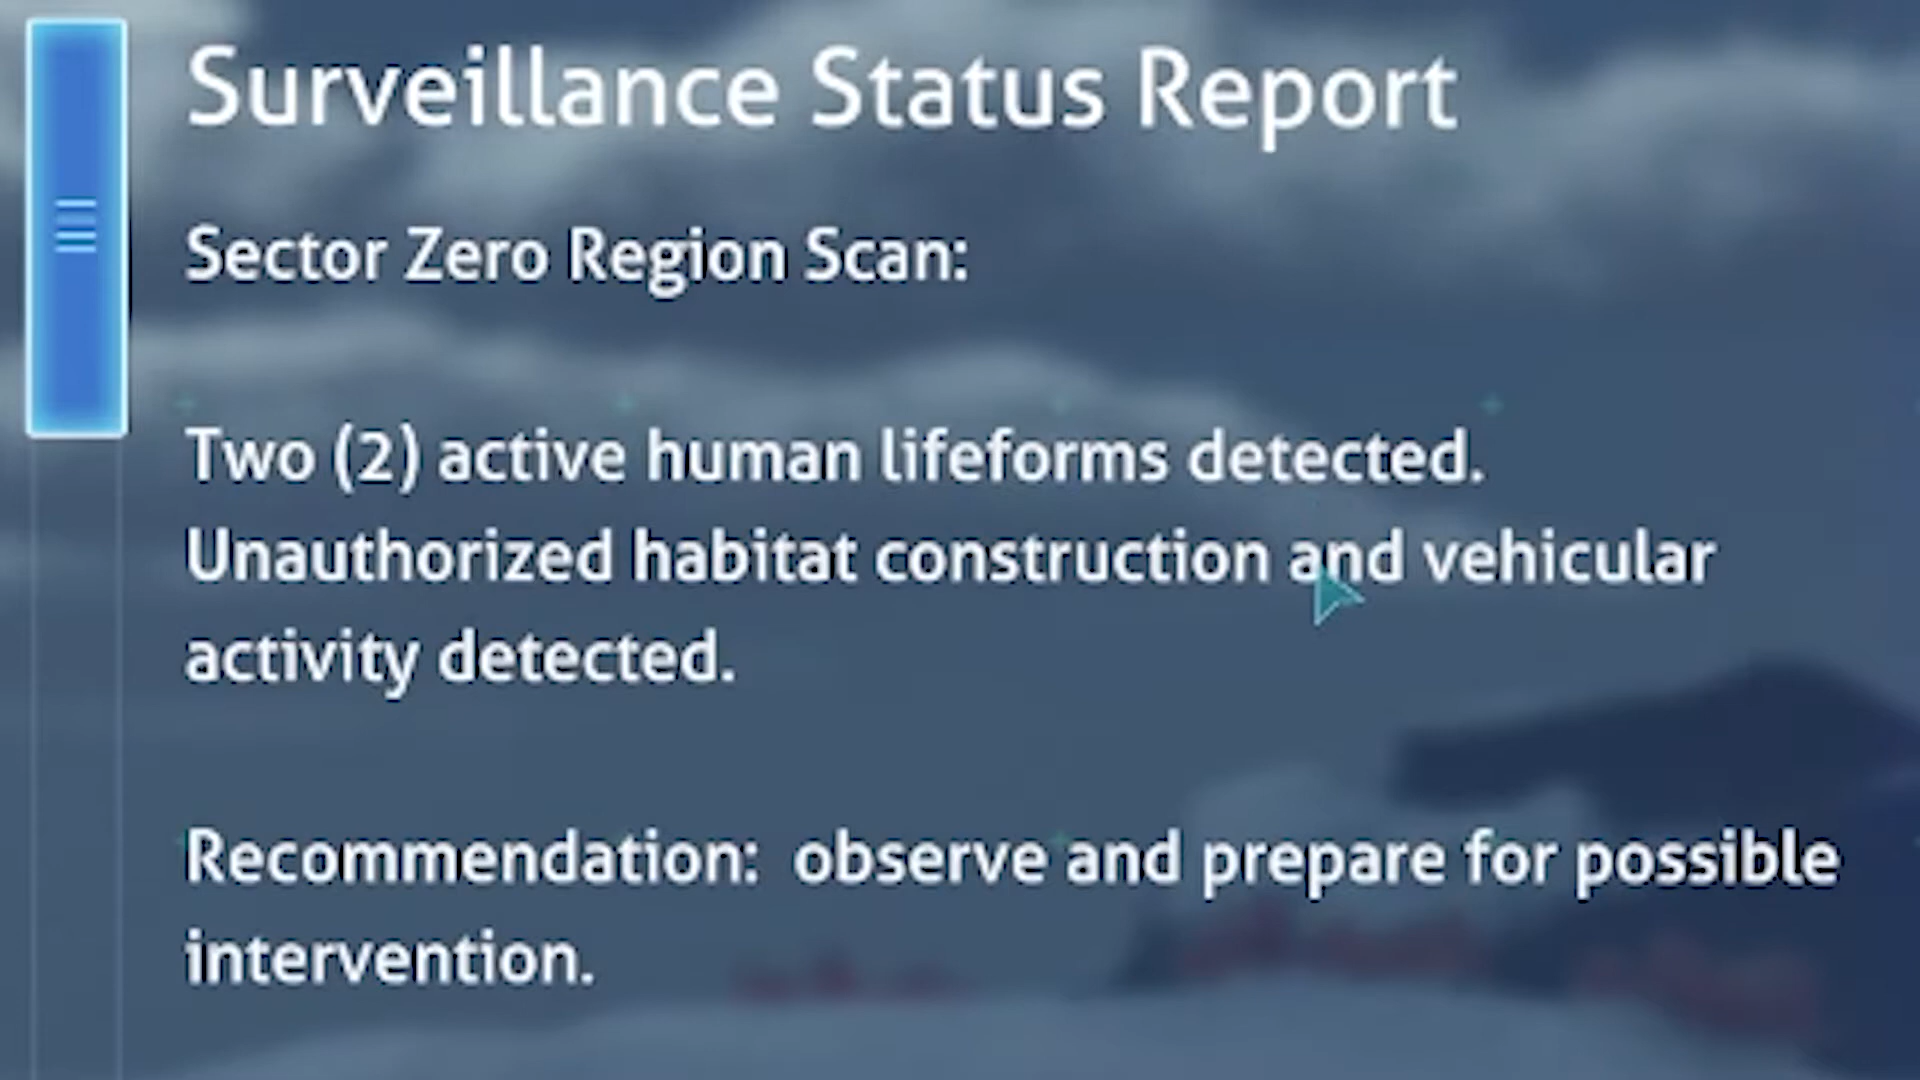 Surveillance Status Report
Sector Zero Region Scan:
Two (2) active human lifeforms detected.
Unauthorized habitat construction and vehicular
activity detected.
Recommendation:  observe and prepare for possible
intervention.